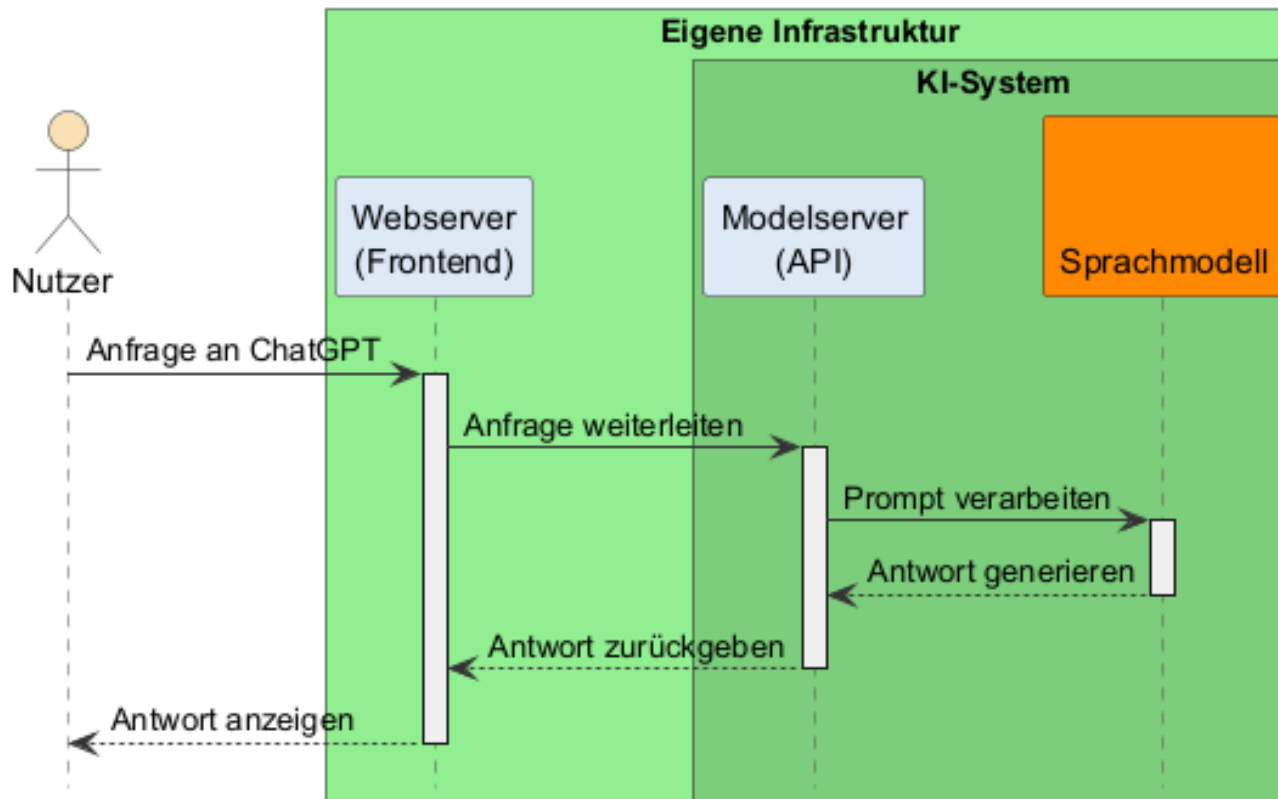 Eigene Infrastruktur
KI-System
Nutzer
Webserver
(Frontend)
Modelserver
(API)
Sprachmodell
Anfrage an ChatGPT
Anfrage weiterleiten
Prompt verarbeiten
Antwort generieren
Antwort zurückgeben
Antwort anzeigen